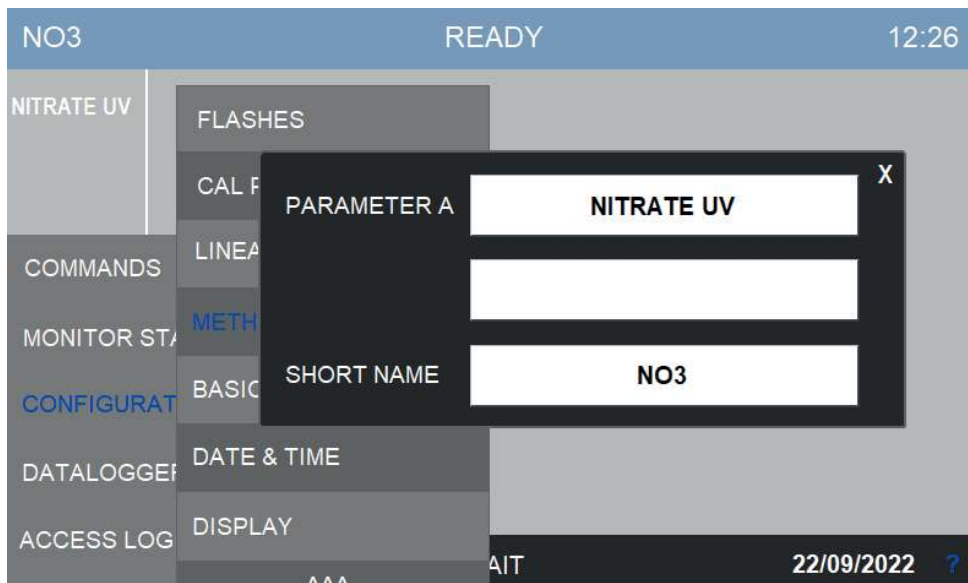 NO3 READY 12:26
NITRATE UV
FLASHES
CAL
LINEA
METH
BASIC
DATE & TIME
DISPLAY
COMMANDS
MONITOR STA
CONFIGURAT
DATALOGGER
ACCESS LOG
X
PARAMETER A NITRATE UV
SHORT NAME NO3
AIT 22/09/2022 ?